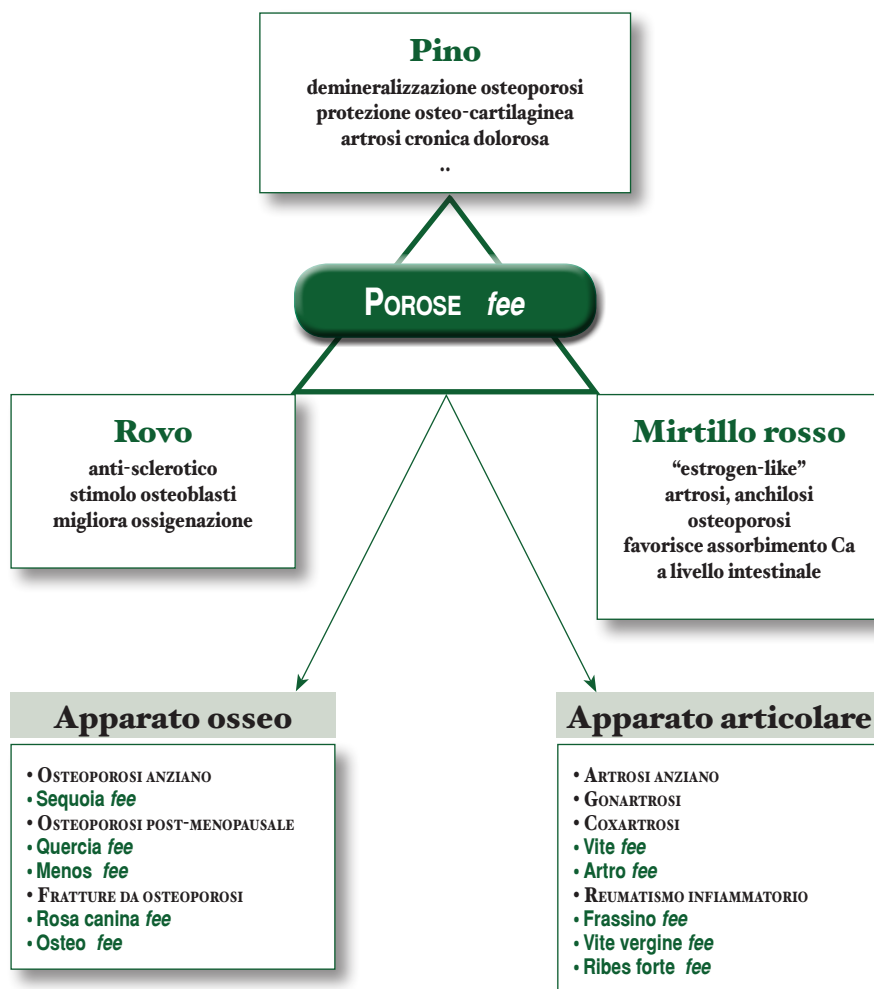 Pino
demineralizzazione osteoporosi
protezione osteo-cartilaginea
artrosi cronica dolorosa
..
POROSE fee
Rovo
anti-sclerotico
stimolo osteoblasti
migliora ossigenazione
Mirtillo rosso
“estrogen-like”
artrosi, anchilosi
osteoporosi
favorisce assorbimento Ca
a livello intestinale
Apparato osseo
• OSTEOPOROSI ANZIANO
• Sequoia fee
• OSTEOPOROSI POST-MENOPAUSALE
• Quercia fee
• Menos fee
• FRATTURE DA OSTEOPOROSI
• Rosa canina fee
• Osteo fee
Apparato articolare
• ARTROSI ANZIANO
• GONARTROSI
• COXARTROSI
• Vite fee
• Artro fee
• REUMATISMO INFIAMMATORIO
• Frassino fee
• Vite vergine fee
• Ribes forte fee